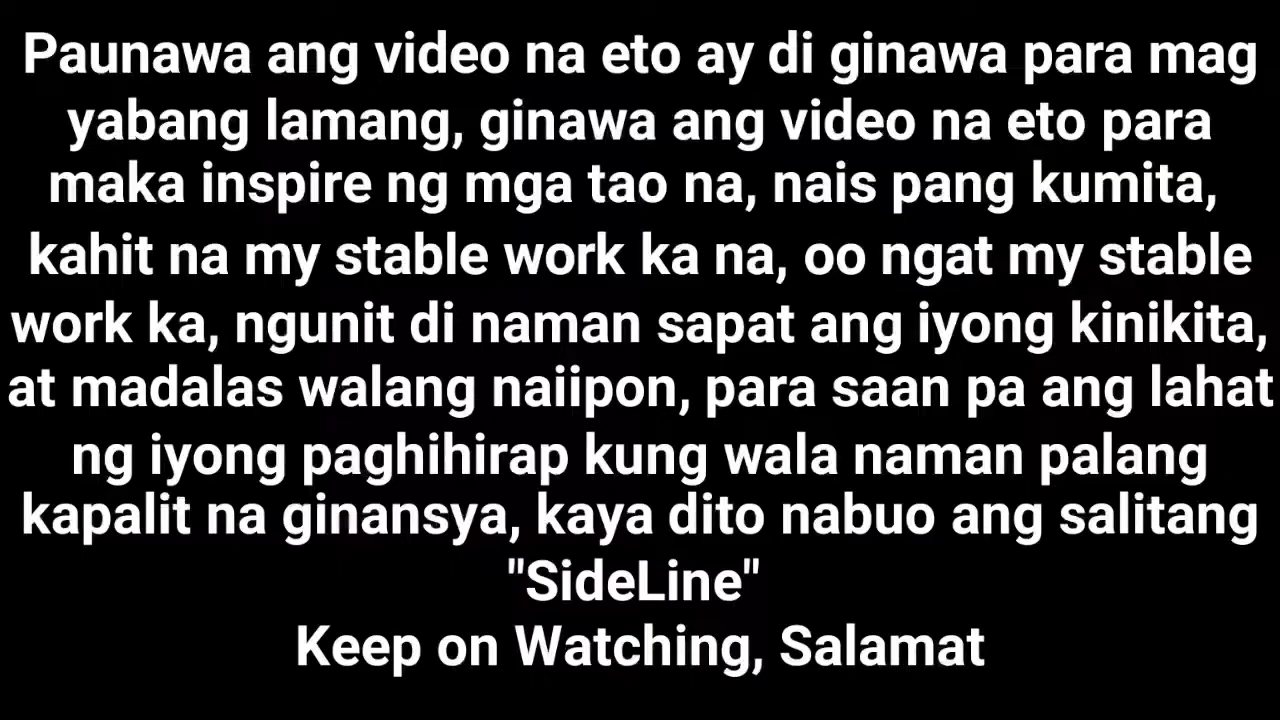 Paunawa ang video na eto ay di ginawa para mag
yabang lamang, ginawa ang video na eto para
maka inspire ng mga tao na, nais pang kumita,
kahit na my stable work ka na, oo ngat my stable
work ka, ngunit di naman sapat ang iyong kinikita,
at madalas walang naiipon, para saan pa ang lahat
ng iyong paghihirap kung wala naman palang
kapalit na ginansya, kaya dito nabuo ang salitang
"SideLine"
Keep on Watching, Salamat